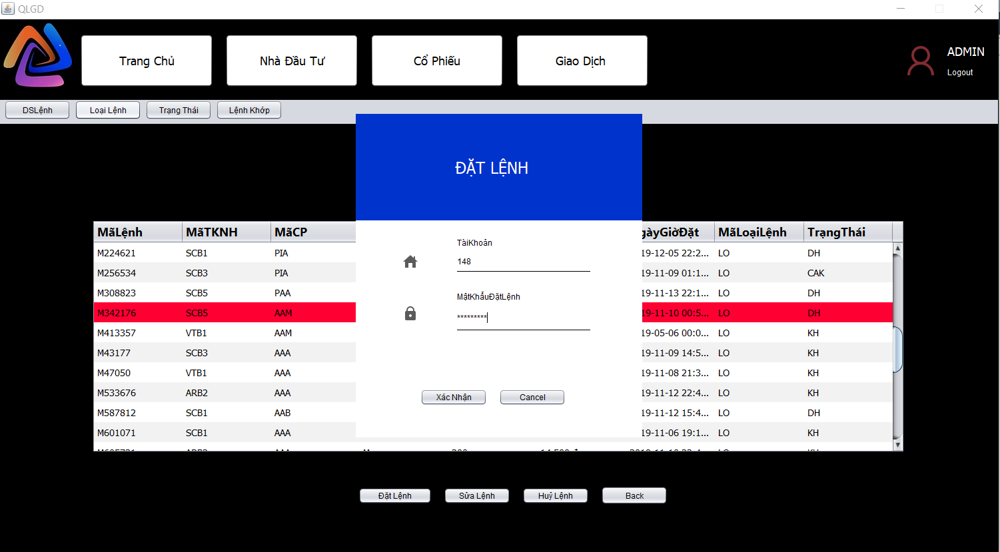 QLGD
Trang Chủ
Nhà Đầu Tư
Cổ Phiếu
Giao Dịch
ADMIN
Logout
DSLệnh
Loại Lệnh
Trạng Thái
Lệnh Khớp
ĐẶT LỆNH
TàiKhoản
148
MậtKhẩuĐặtLệnh
*********
Xác Nhận
Cancel
MãLệnh MãTKNH MãCP MãLoạiLệnh TrạngThái
M224621 SCB1 PIA 19-12-05 22:2... LO DH
M256534 SCB3 PIA 19-11-09 01:1... LO CAK
M308823 SCB5 PAA 19-11-13 22:1... LO DH
M342176 SCB5 AAM 19-11-10 00:5... LO DH
M413357 VTB1 AAM 19-05-06 00:0... LO KH
M43177 SCB3 AAA 19-11-09 14:5... LO KH
M47050 VTB1 AAA 19-11-08 21:3... LO KH
M533676 ARB2 AAA 19-11-12 22:4... LO KH
M587812 SCB1 AAB 19-11-12 15:4... LO DH
M601071 SCB1 AAA 19-11-06 19:1... LO KH
Đặt Lệnh
Sửa Lệnh
Huỷ Lệnh
Back